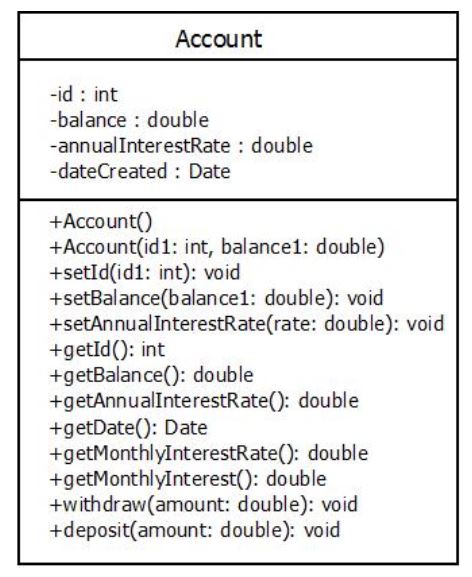 Account
-id : int
-balance : double
-annualInterestRate : double
-dateCreated : Date
+Account()
+Account(id1: int, balance1: double)
+setId(id1: int): void
+setBalance(balance1: double): void
+setAnnualInterestRate(rate: double): void
+getId(): int
+getBalance(): double
+getAnnualInterestRate(): double
+getDate(): Date
+getMonthlyInterestRate(): double
+getMonthlyInterest(): double
+withdraw(amount: double): void
+deposit(amount: double): void